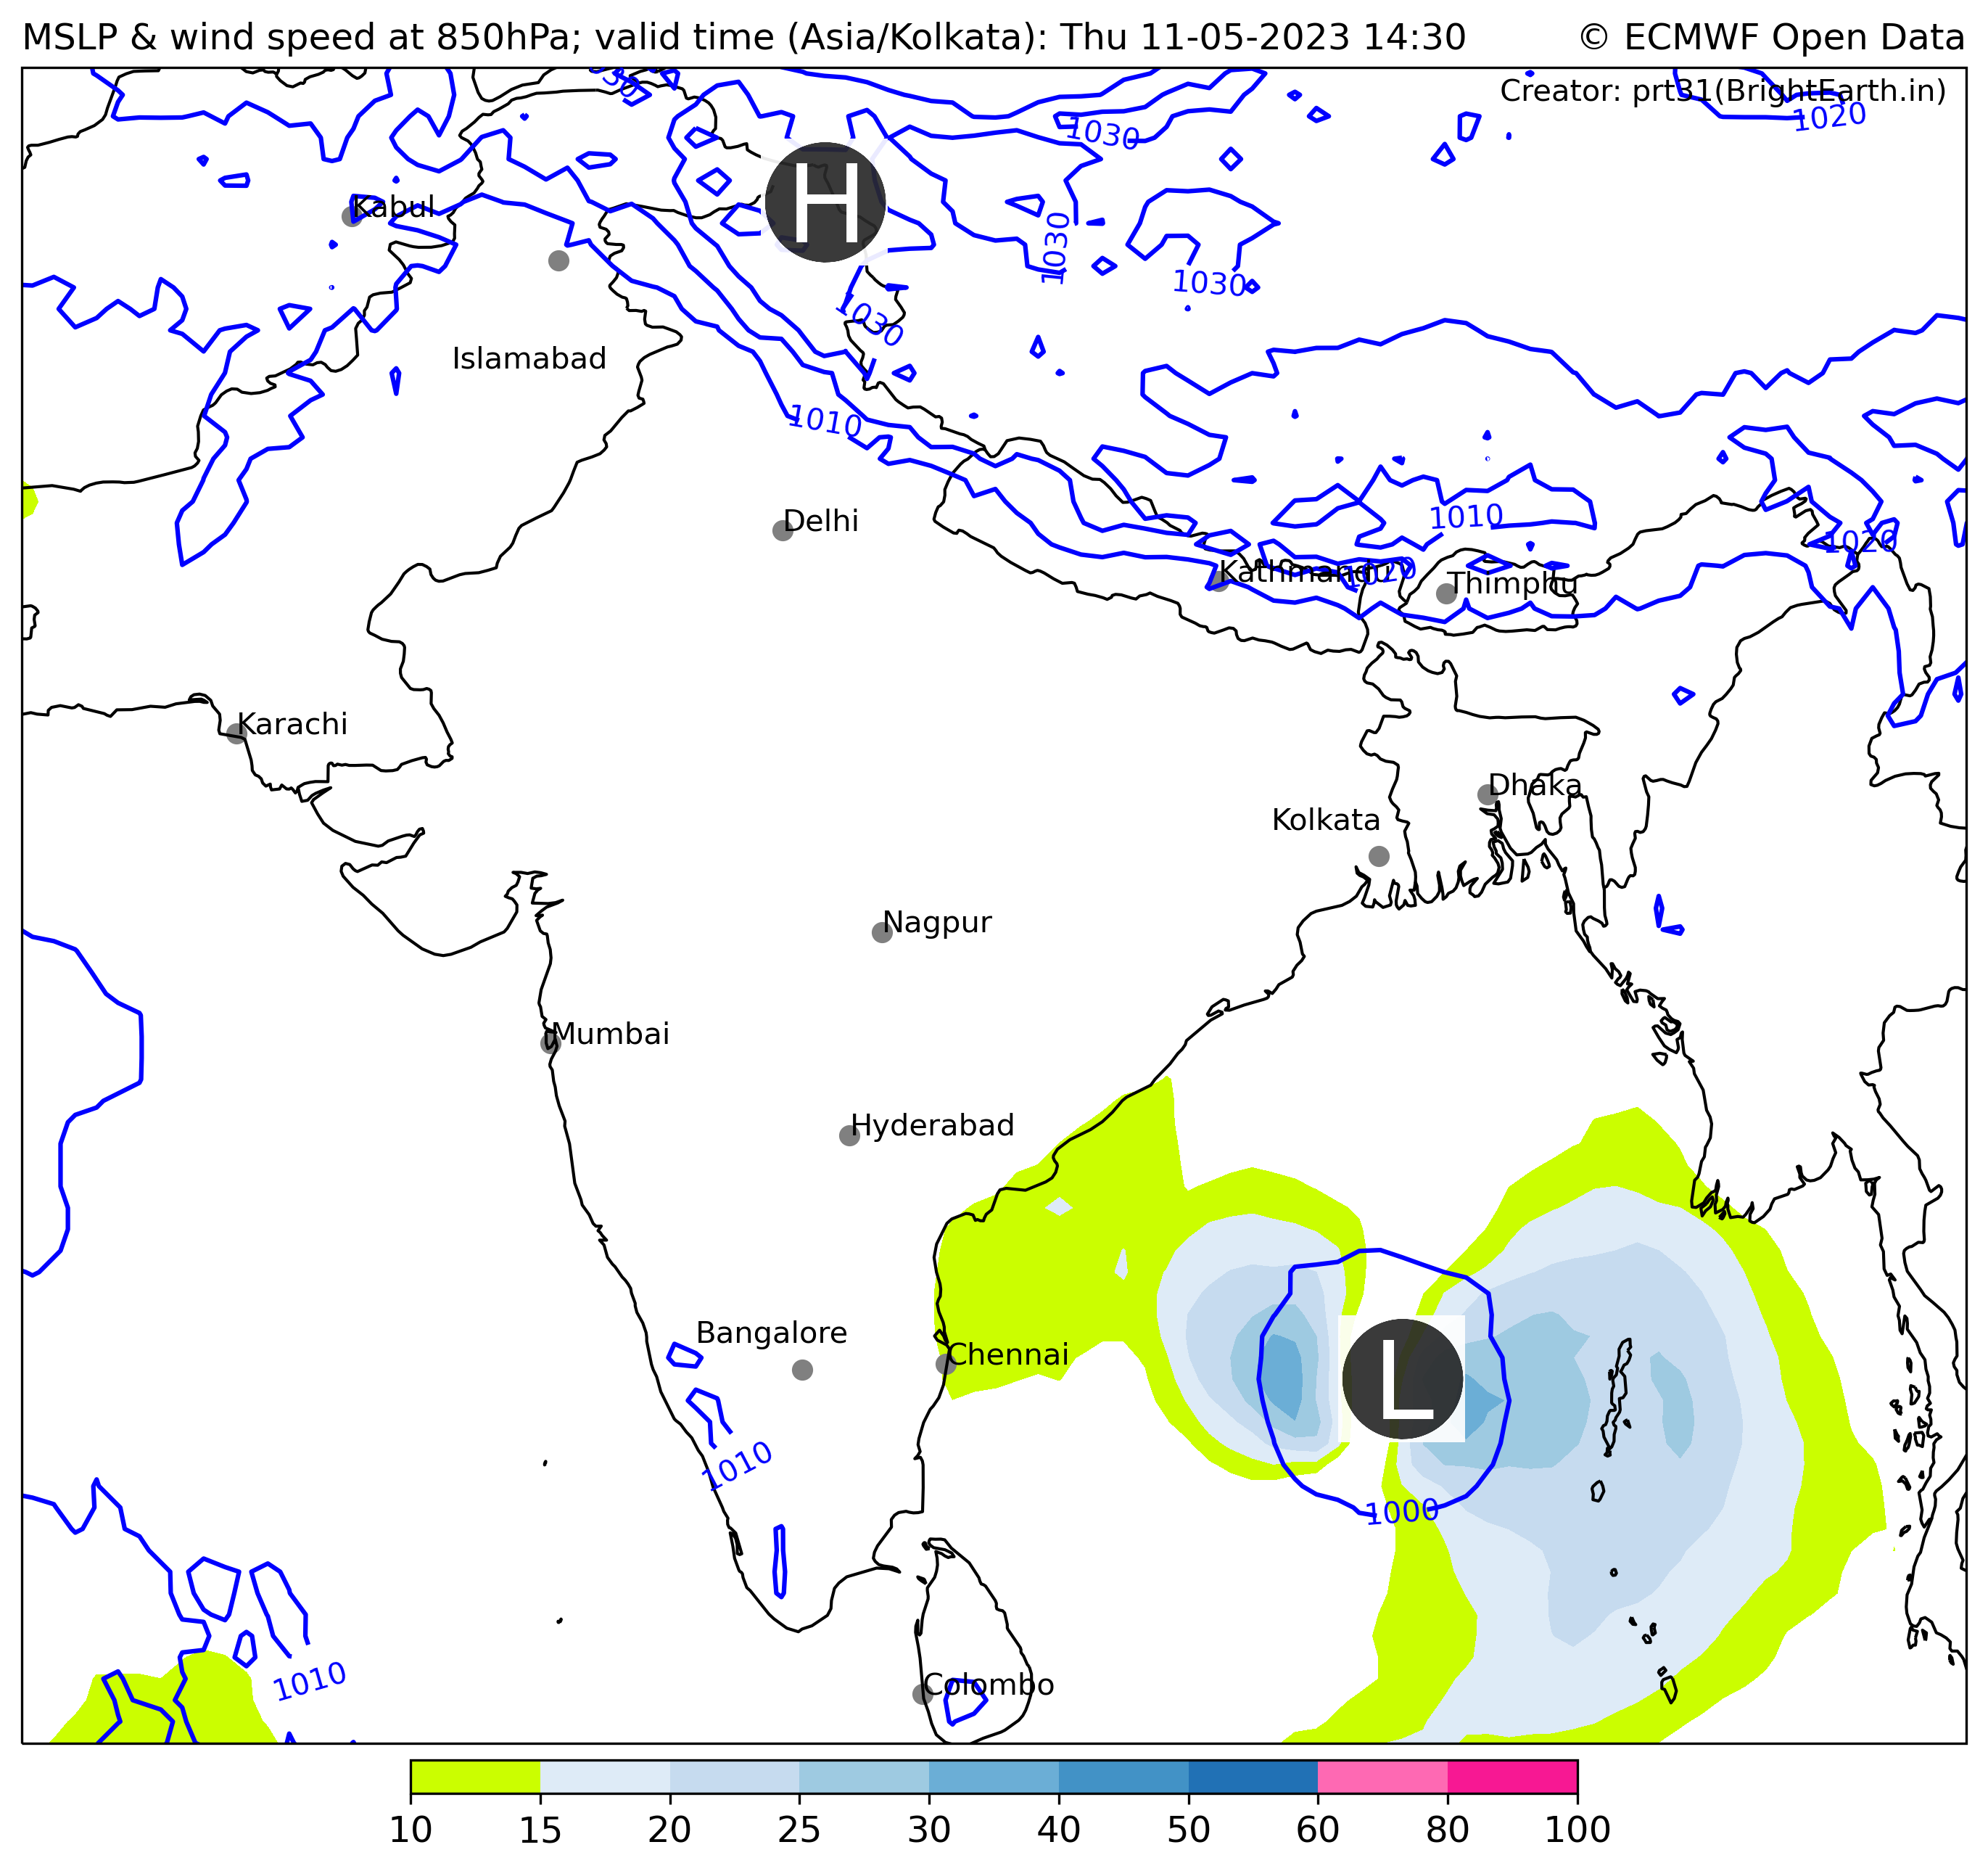 MSLP & wind speed at 850hPa; valid time (Asia/Kolkata): Thu 11-05-2023 14:30
© ECMWF Open Data
Creator: prt31(BrightEarth.in)
1020
1030
H
Kabul
1030
1030
1030
Islamabad
1010
Delhi
1010
1020
Kathmandu
1020
Thimphu
Karachi
Dhaka
Kolkata
Nagpur
Mumbai
Hyderabad
Bangalore
Chennai
L
1010
1000
1010
Colombo
10 15 20 25 30 40 50 60 80 100